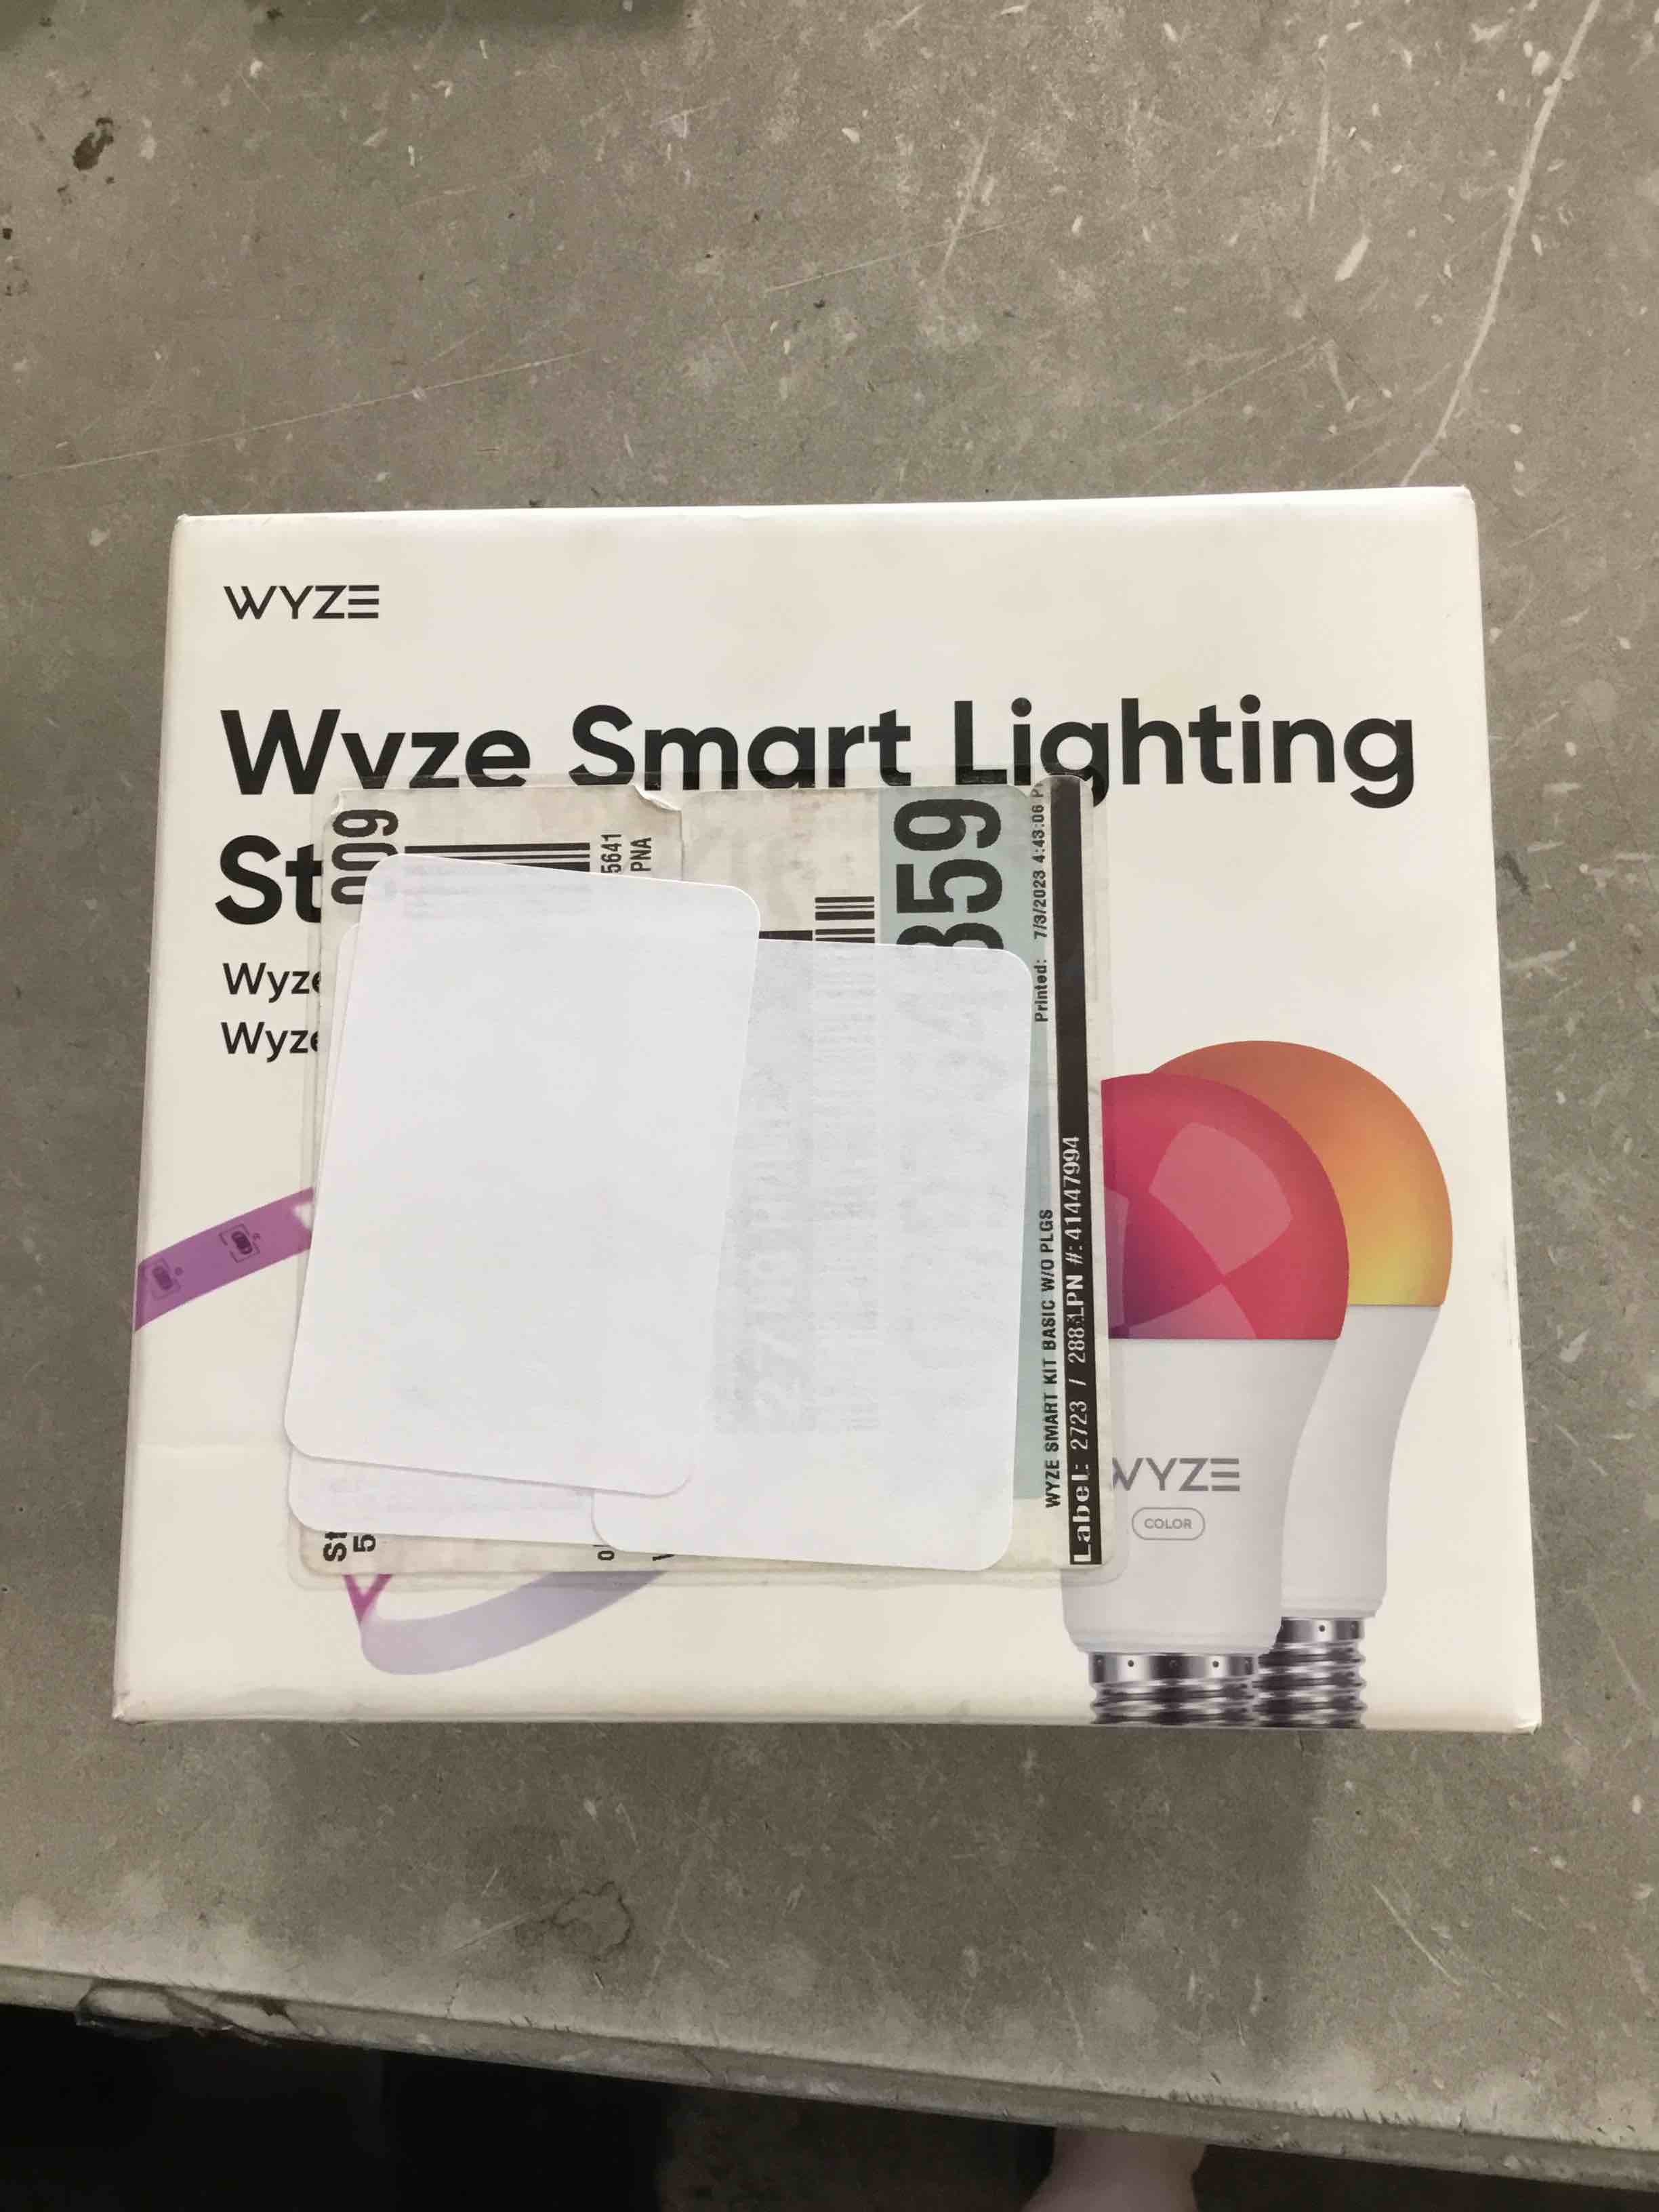 WYZE
Wyze Smart Lighting
St
Wyze
Wyze
009
5641
PNA
859
Printed: 7/3/2023 4:43:06 P
WYZE SMART KIT BASIC W/O PLGS
Label: 2723 / 288 LPN #: 41447994
St
5
WYZE
COLOR